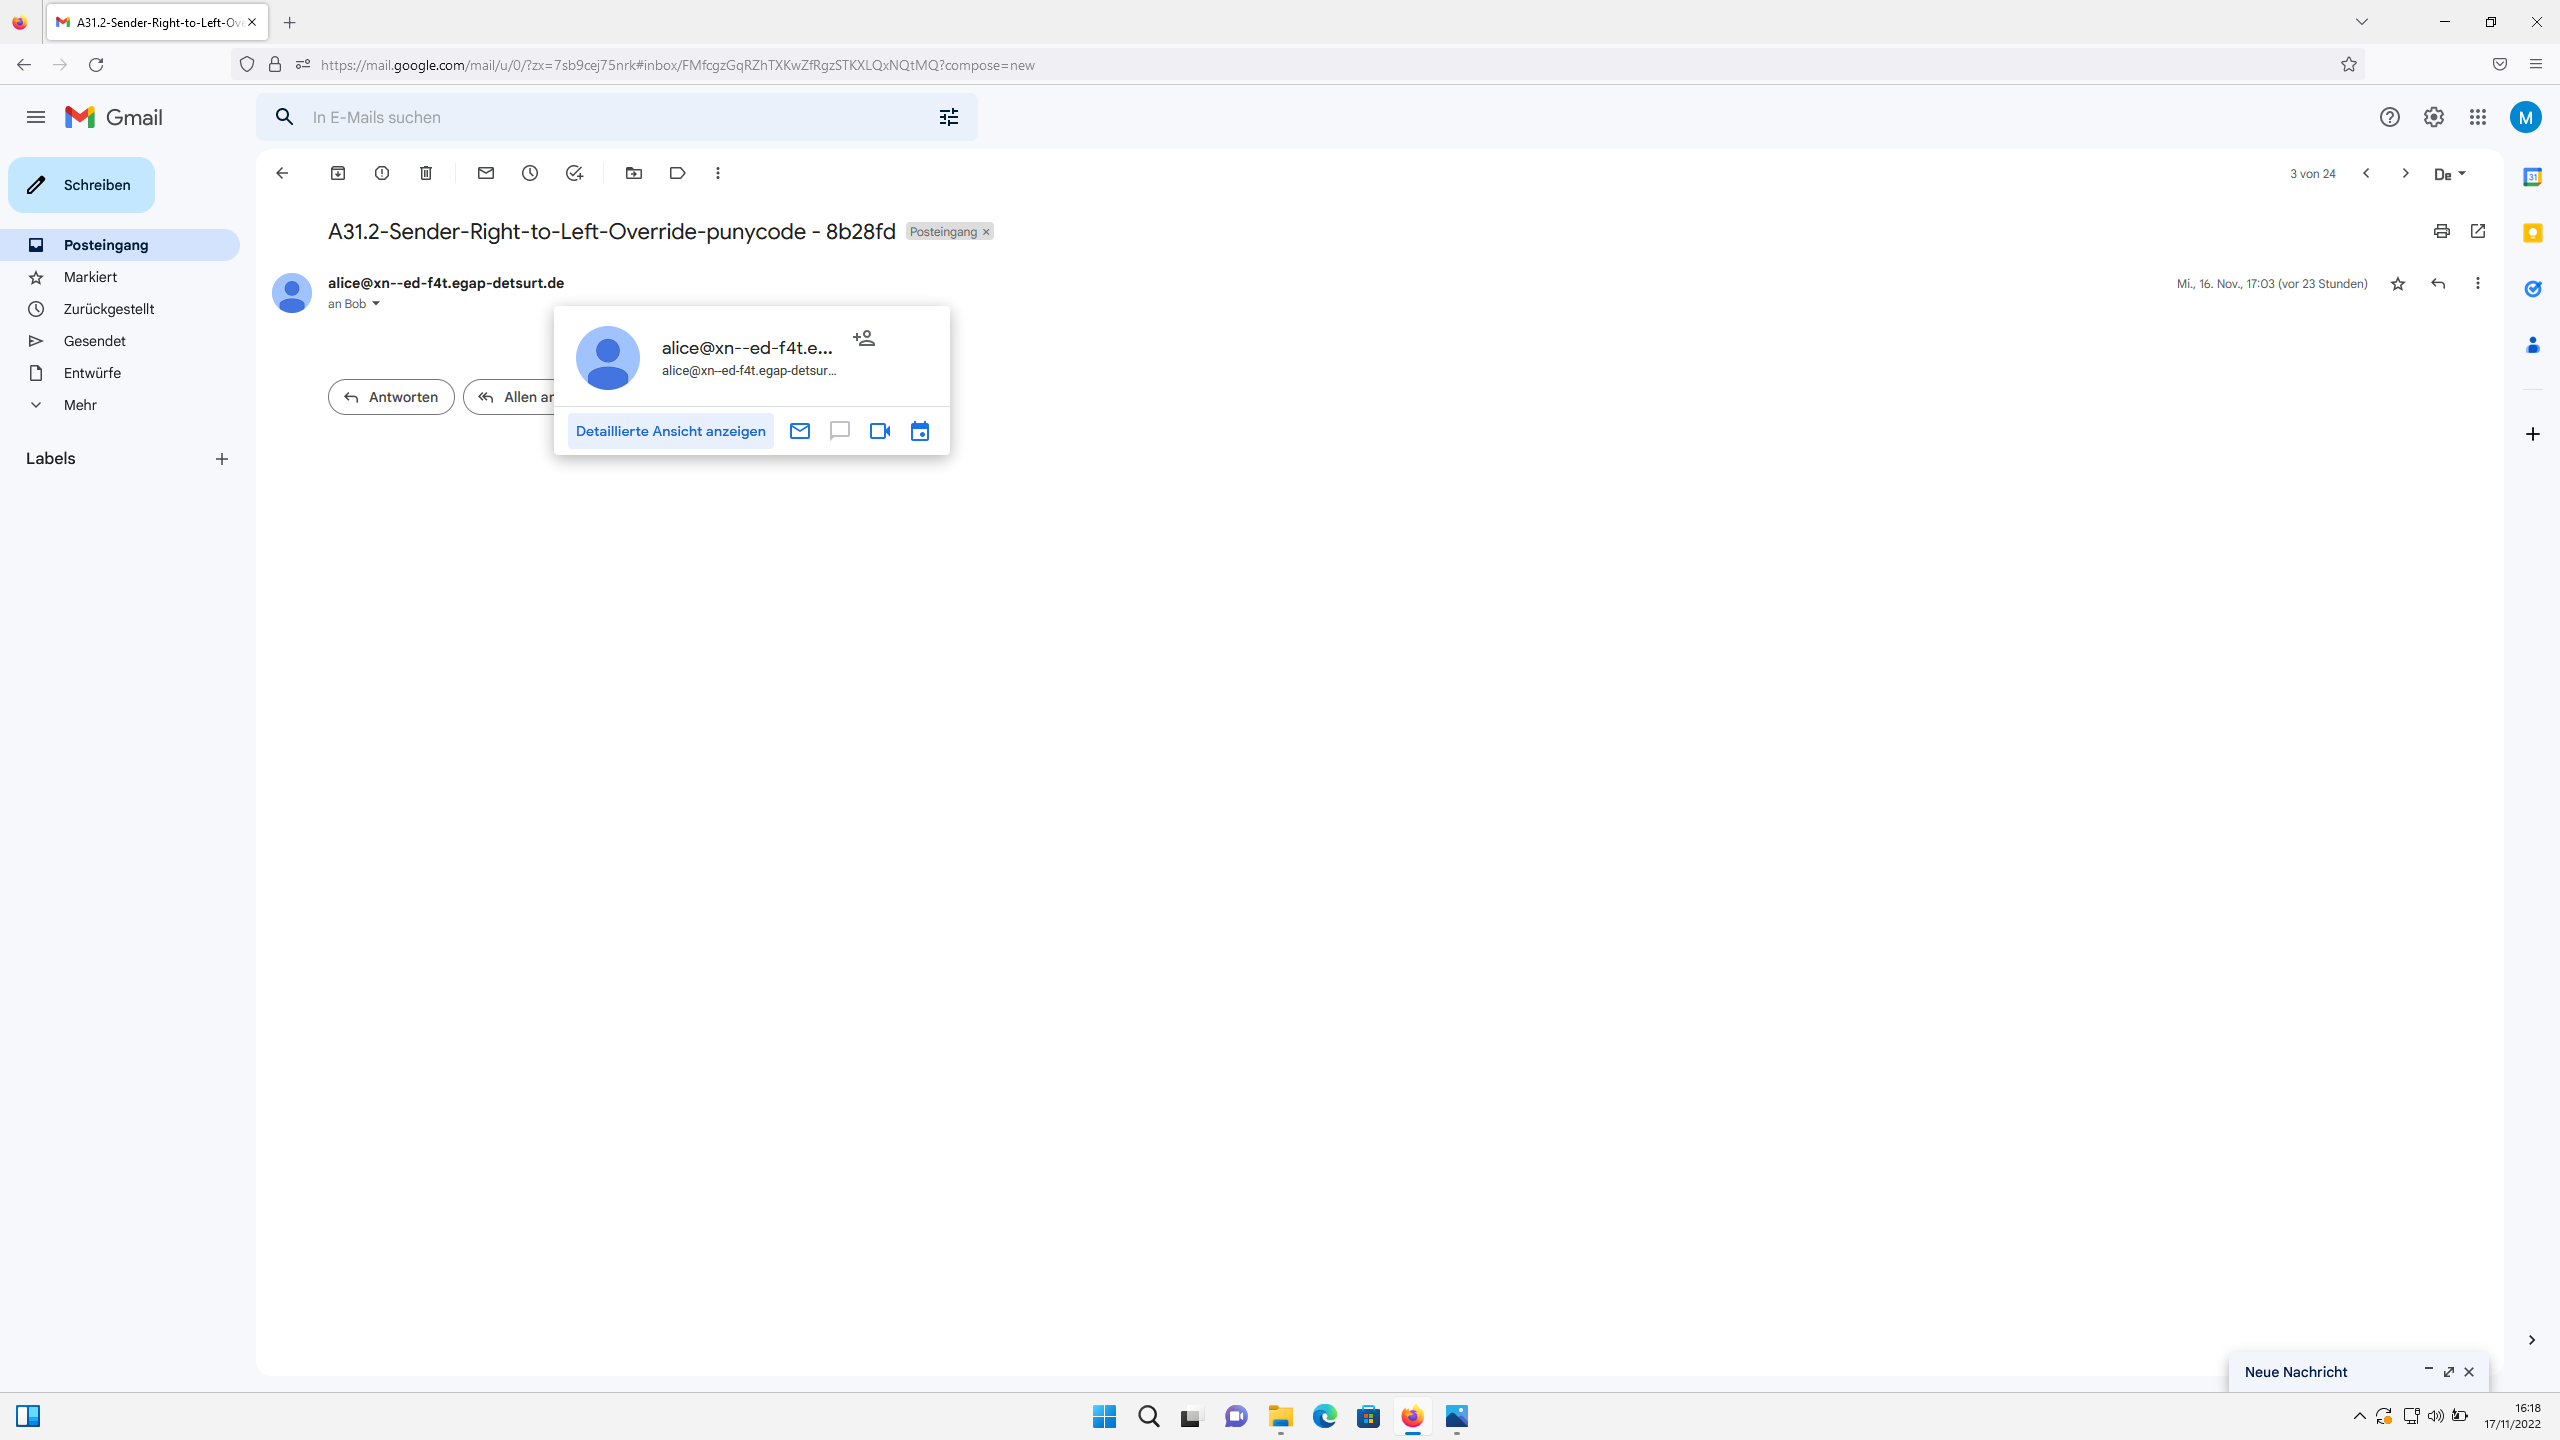 A31.2-Sender-Right-to-Left-Ove
https://mail.google.com/mail/u/0/?zx=7sb9cej75nrk#inbox/FMfcgzGqRZhTXKwZfRgzSTKXLQxNQtMQ?compose=new
Gmail
In E-Mails suchen
M
Schreiben
3 von 24
De
Posteingang
Markiert
Zurückgestellt
Gesendet
Entwürfe
Mehr
Labels
A31.2-Sender-Right-to-Left-Override-punycode - 8b28fd
Posteingang ×
alice@xn--ed-f4t.egap-detsurt.de
Mi., 16. Nov., 17:03 (vor 23 Stunden)
an Bob
alice@xn--ed-f4t.e...
alice@xn--ed-f4t.egap-detsur...
Antworten
Allen an
Detaillierte Ansicht anzeigen
31
Neue Nachricht
16:18
17/11/2022